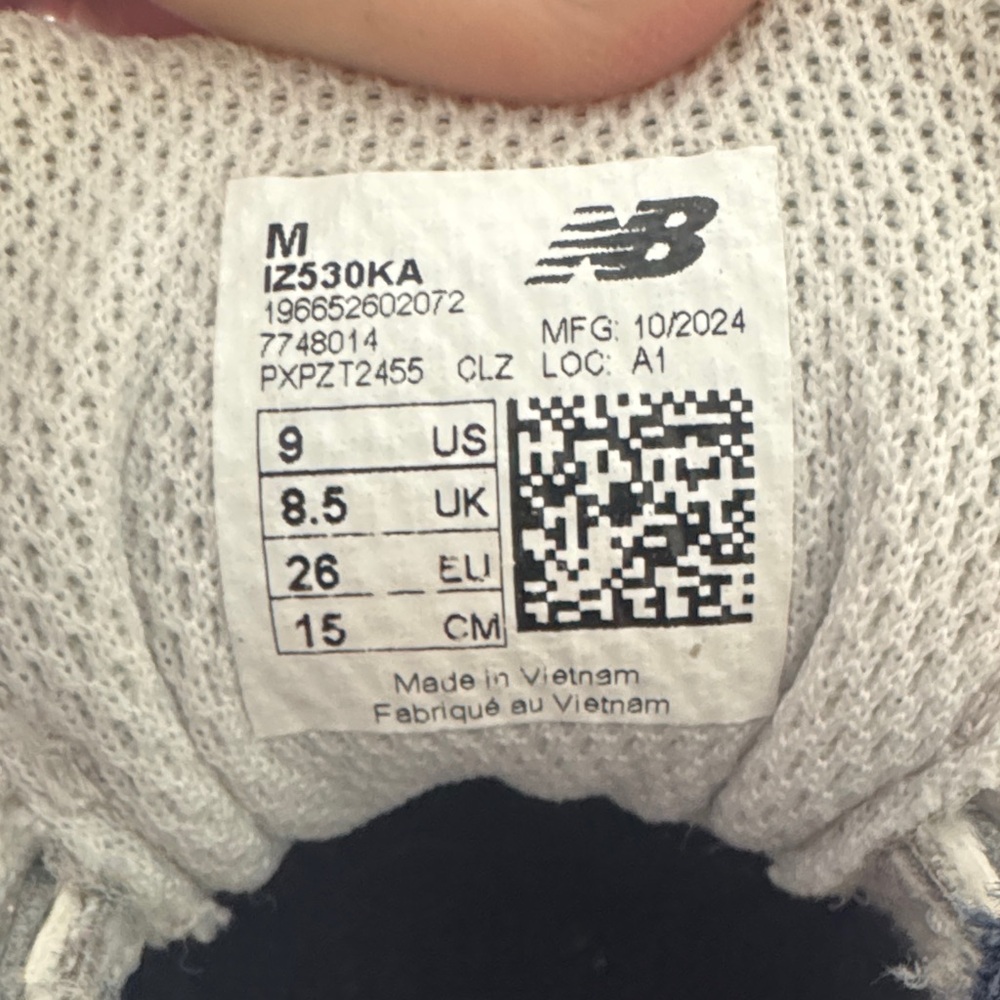 M
NB
IZ530KA
196652602072
7748014
MFG: 10/2024
PXPZT2455 CLZ LOC: A1
9 US
8.5 UK
26 EU
15 CM
Made in Vietnam
Fabriqué au Vietnam